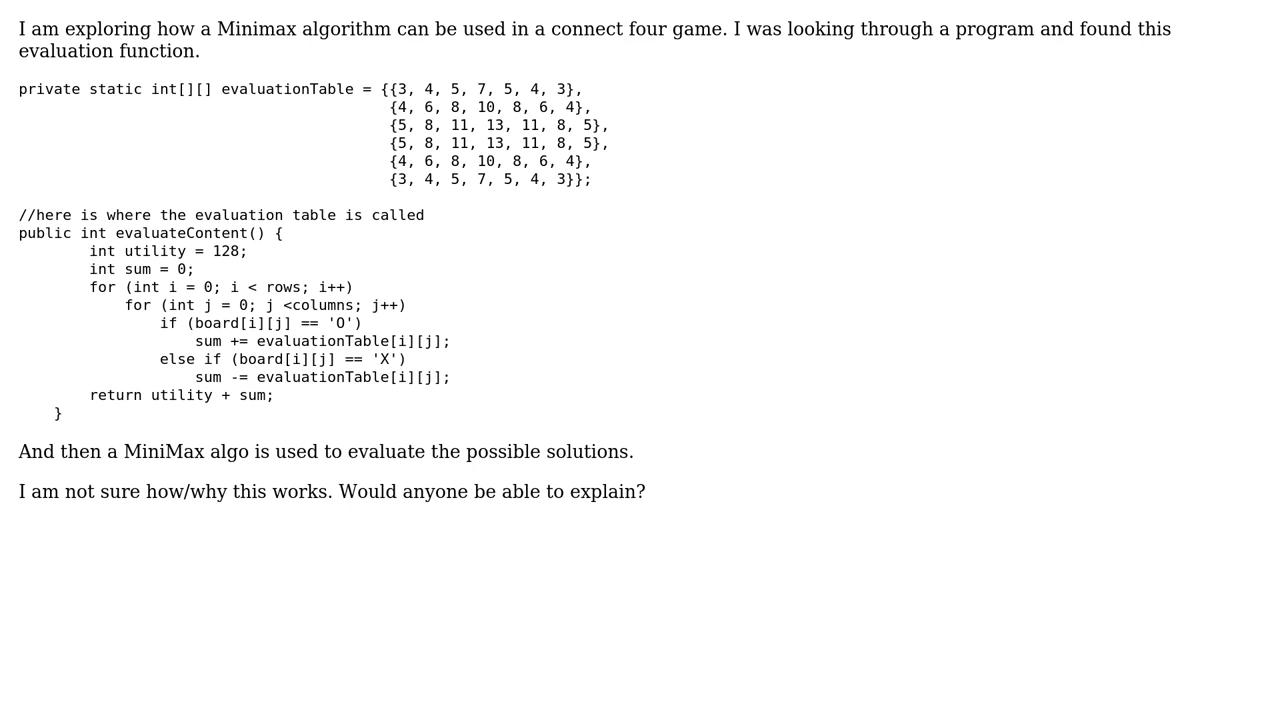 I am exploring how a Minimax algorithm can be used in a connect four game. I was looking through a program and found this
evaluation function.
private static int[][] evaluationTable = {{3, 4, 5, 7, 5, 4, 3},
{4, 6, 8, 10, 8, 6, 4},
{5, 8, 11, 13, 11, 8, 5},
{5, 8, 11, 13, 11, 8, 5},
{4, 6, 8, 10, 8, 6, 4},
{3, 4, 5, 7, 5, 4, 3}};
//here is where the evaluation table is called
public int evaluateContent() {
int utility = 128;
int sum = 0;
for (int i = 0; i < rows; i++)
for (int j = 0; j <columns; j++)
if (board[i][j] == 'O')
sum += evaluationTable[i][j];
else if (board[i][j] == 'X')
sum -= evaluationTable[i][j];
return utility + sum;
}
And then a MiniMax algo is used to evaluate the possible solutions.
I am not sure how/why this works. Would anyone be able to explain?